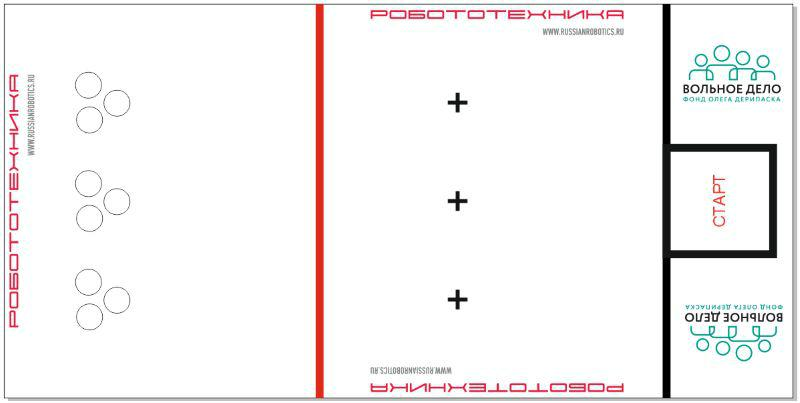 РОБОТОТЕХНИКА
WWW.RUSSIANROBOTICS.RU
РОБОТОТЕХНИКА
WWW.RUSSIANROBOTICS.RU
ВОЛЬНОЕ ДЕЛО
ФОНД ОЛЕГА ДЕРИПАСКА
СТАРТ
ВОЛЬНОЕ ДЕЛО
ФОНД ОЛЕГА ДЕРИПАСКА
WWW.RUSSIANROBOTICS.RU
РОБОТОТЕХНИКА